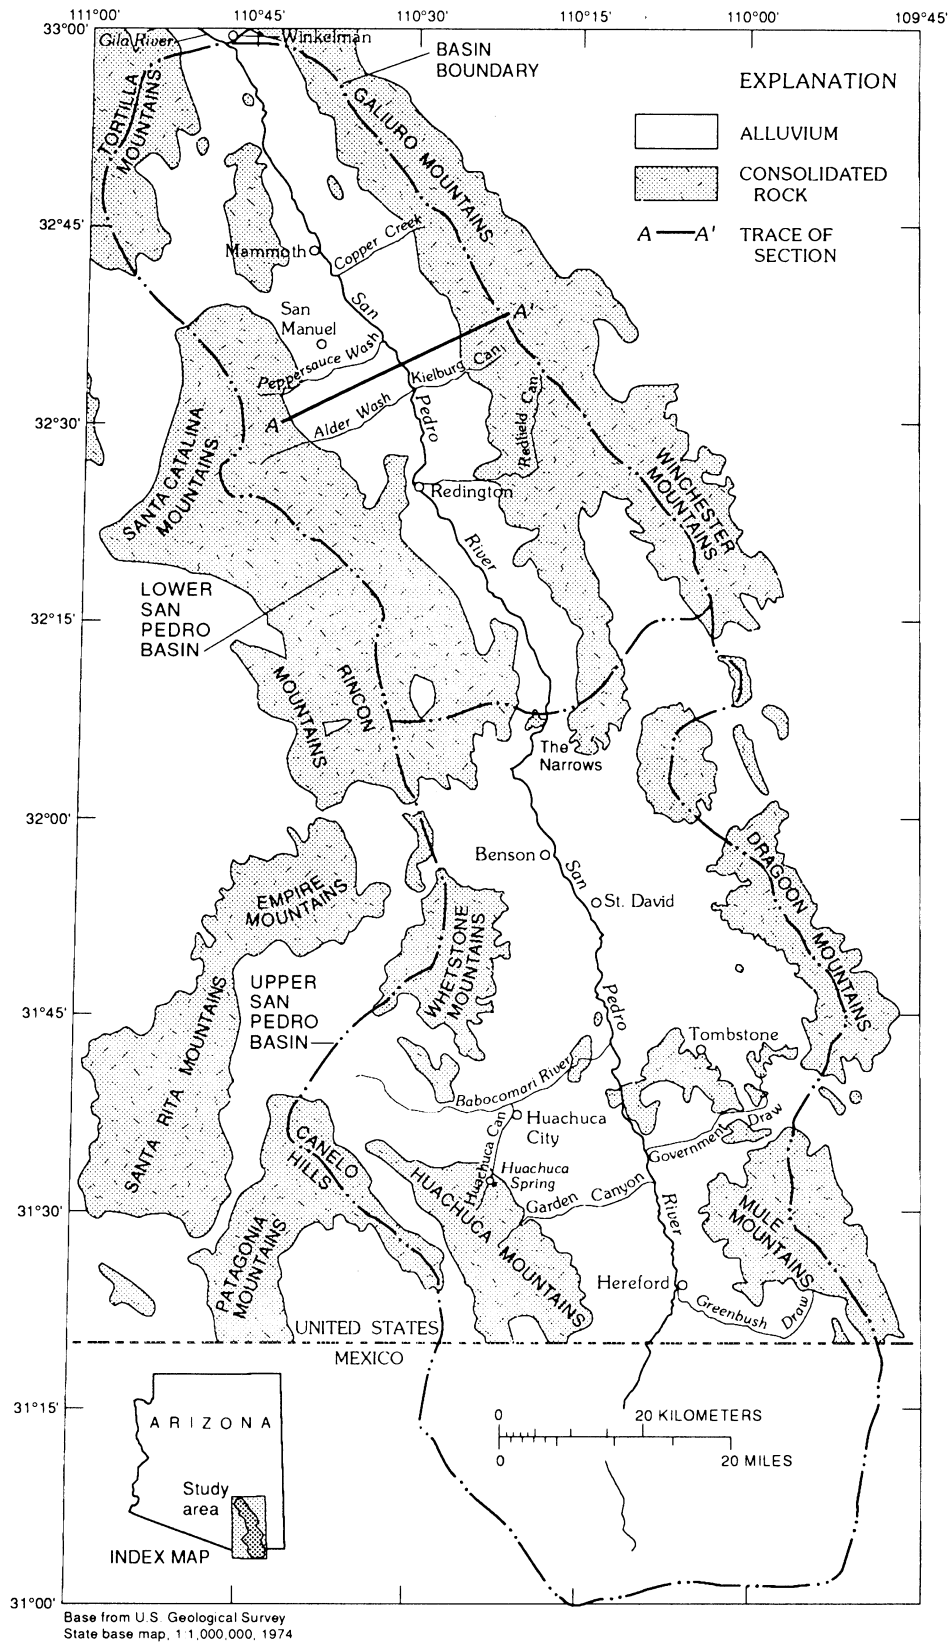 111°00'
110°45'
110°30'
110°15'
110°00'
109°45'
33°00'
Gila River
Winkelman
BASIN
BOUNDARY
EXPLANATION
ALLUVIUM
CONSOLIDATED
ROCK
A—A'
TRACE OF
SECTION
TORTILLA
MOUNTAINS
GALIURO MOUNTAINS
32°45'
Mammoth
Copper Creek
San
San
Manuel
A'
Peppersauce Wash
Kielburg Can
A
Alder Wash
Pedro
Redfield Can
32°30'
SANTA CATALINA
MOUNTAINS
WINCHESTER
MOUNTAINS
Redington
River
LOWER
SAN
PEDRO
BASIN
32°15'
RINCON
MOUNTAINS
The
Narrows
32°00'
Benson
San
St. David
DRAGOON
MOUNTAINS
EMPIRE
MOUNTAINS
WHETSTONE
MOUNTAINS
UPPER
SAN
PEDRO
BASIN
31°45'
Pedro
Tombstone
SANTA RITA MOUNTAINS
Babocomari River
Huachuca
City
Government Draw
CANELO
HILLS
Huachuca Can
Huachuca
Spring
HUACHUCA MOUNTAINS
Garden Canyon
31°30'
River
MULE
MOUNTAINS
PATAGONIA
MOUNTAINS
Hereford
Greenbush Draw
UNITED STATES
MEXICO
31°15'
ARIZONA
Study
area
INDEX MAP
0 20 KILOMETERS
0 20 MILES
31°00'
Base from U.S. Geological Survey
State base map, 1:1,000,000, 1974